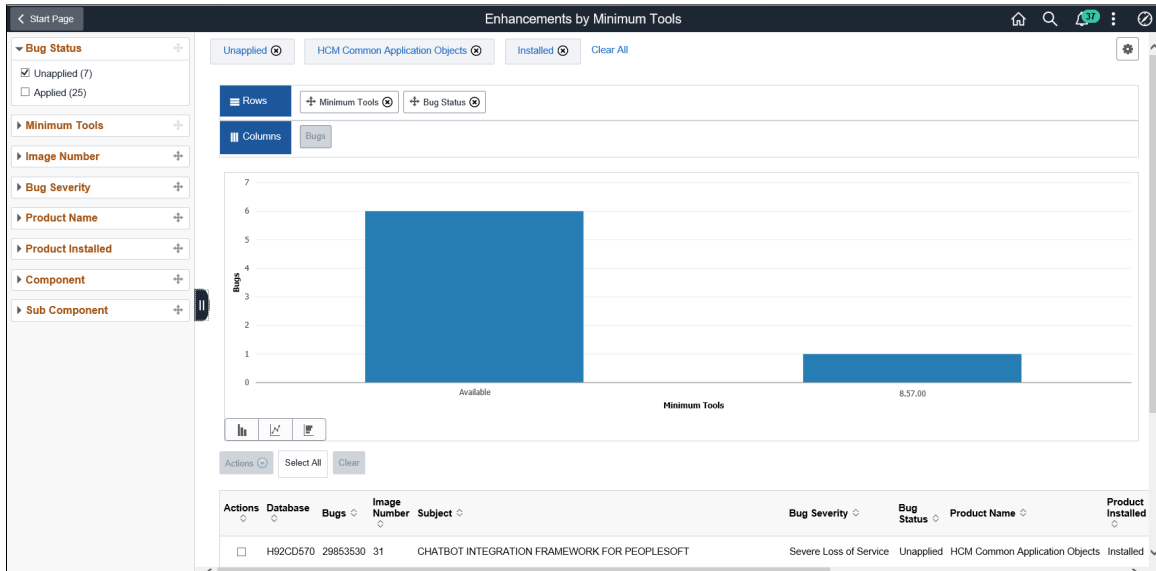 Start Page
Enhancements by Minimum Tools
37
Bug Status
Unapplied (7)
Applied (25)
Minimum Tools
Image Number
Bug Severity
Product Name
Product Installed
Component
Sub Component
Unapplied HCM Common Application Objects Installed Clear All
Rows Minimum Tools Bug Status
Columns Bugs
7
6
5
4
3
2
1
0
Bugs
Available 8.57.00
Minimum Tools
Actions Select All Clear
Actions Database Bugs Image Number Subject Bug Severity Bug Status Product Name Product Installed
H92CD570 29853530 31 CHATBOT INTEGRATION FRAMEWORK FOR PEOPLESOFT Severe Loss of Service Unapplied HCM Common Application Objects Installed